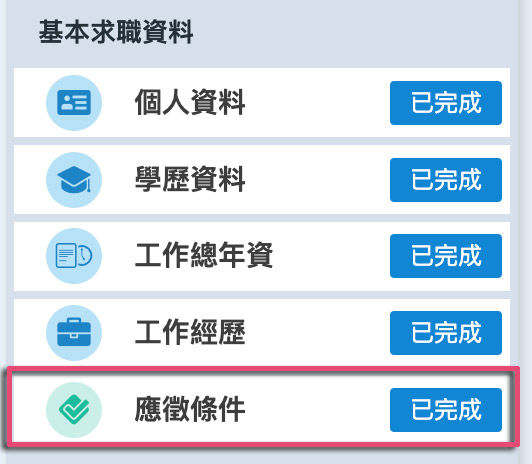 基本求職資料
個人資料 已完成
學歷資料 已完成
工作總年資 已完成
工作經歷 已完成
應徵條件 已完成